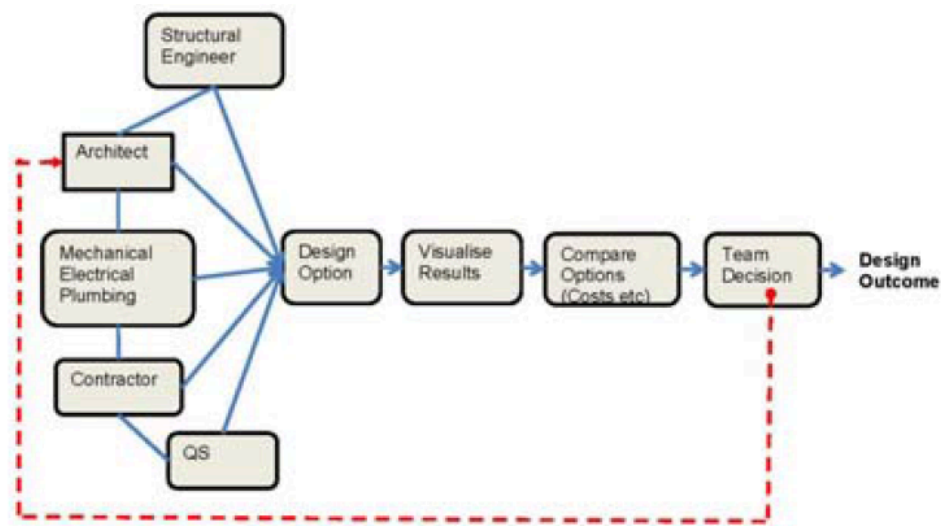 Structural
Engineer
Architect
Mechanical
Electrical
Plumbing
Contractor
QS
Design
Option
Visualise
Results
Compare
Options
(Costs etc)
Team
Decision
Design
Outcome